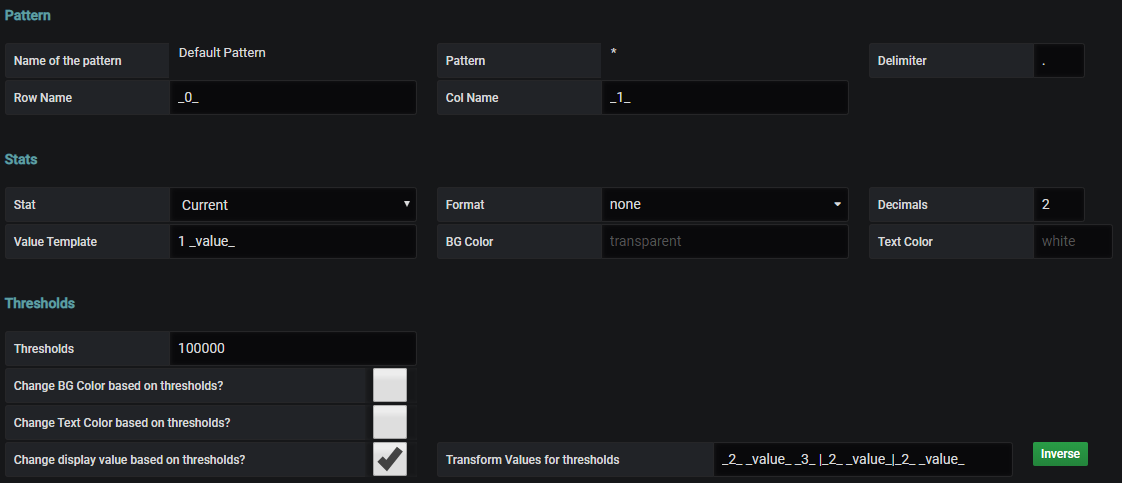 Pattern
Name of the pattern Default Pattern Pattern * Delimiter .
Row Name _0_ Col Name _1_
Stats
Stat Current Format none Decimals 2
Value Template 1 _value_ BG Color transparent Text Color white
Thresholds
Thresholds 100000
Change BG Color based on thresholds?
Change Text Color based on thresholds?
Change display value based on thresholds? Transform Values for thresholds _2_ _value_ _3_ |_2_ _value_|_2_ _value_ Inverse